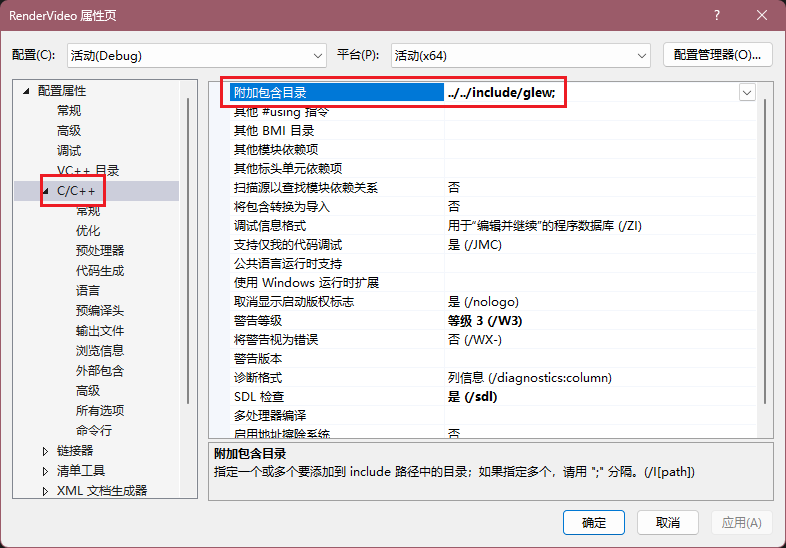 RenderVideo 属性页
配置(C): 活动(Debug) 平台(P): 活动(x64) 配置管理器(O)...
配置属性
常规
高级
调试
VC++ 目录
C/C++
常规
优化
预处理器
代码生成
语言
预编译头
输出文件
浏览信息
外部包含
高级
所有选项
命令行
链接器
清单工具
XML 文档生成器
附加包含目录 ../../include/glew;
其他 #using 指令
其他 BMI 目录
其他模块依赖项
其他标头单元依赖项
扫描源以查找模块依赖关系 否
将包含转换为导入 否
调试信息格式 用于“编辑并继续”的程序数据库 (/ZI)
支持仅我的代码调试 是 (/JMC)
公共语言运行时支持
使用 Windows 运行时扩展
取消显示启动版权标志 是 (/nologo)
警告等级 等级 3 (/W3)
将警告视为错误 否 (/WX-)
警告版本
诊断格式 列信息 (/diagnostics:column)
SDL 检查 是 (/sdl)
多处理器编译
启用地址擦除系统 否
附加包含目录
指定一个或多个要添加到 include 路径中的目录；如果指定多个，请用 ";" 分隔。(/I[path])
确定 取消 应用(A)